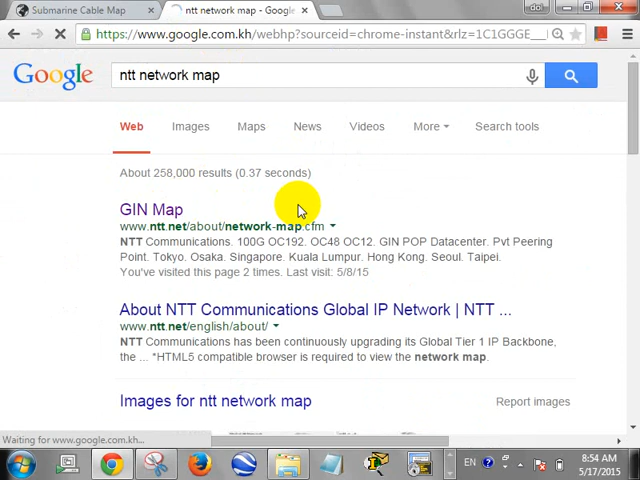 Submarine Cable Map
ntt network map - Google
doi
https://www.google.com.kh/webhp?sourceid=chrome-instant&rlz=1C1GGGE
Google
ntt network map
Web Images Maps News Videos More Search tools
About 258,000 results (0.37 seconds)
GIN Map
www.ntt.net/about/network-map.cfm
NTT Communications. 100G OC192. OC48 OC12. GIN POP Datacenter. Pvt Peering
Point. Tokyo. Osaka. Singapore. Kuala Lumpur. Hong Kong. Seoul. Taipei.
You've visited this page 2 times. Last visit: 5/8/15
About NTT Communications Global IP Network | NTT ...
www.ntt.net/english/about/
NTT Communications has been continuously upgrading its Global Tier 1 IP Backbone,
the ... *HTML5 compatible browser is required to view the network map.
Images for ntt network map Report images
Waiting for www.google.com.kh...
EN 8:54 AM
5/17/2015